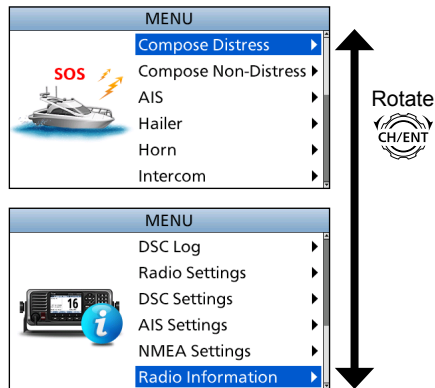 MENU
Compose Distress
SOS
Compose Non-Distress
AIS
Hailer
Horn
Intercom
Rotate
CH/ENT
MENU
DSC Log
Radio Settings
DSC Settings
16
AIS Settings
NMEA Settings
Radio Information